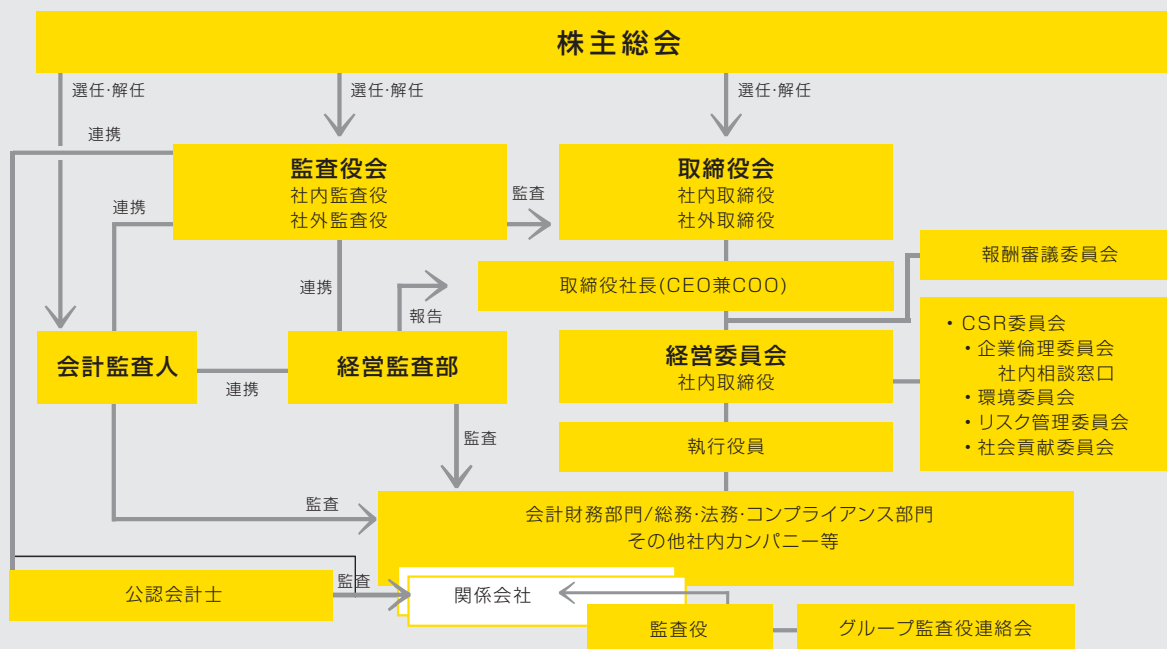 株主総会
選任・解任
選任・解任
選任・解任
連携
監査役会
社内監査役
社外監査役
監査
取締役会
社内取締役
社外取締役
連携
報酬審議委員会
取締役社長(CEO兼COO)
連携
報告
・CSR委員会
・企業倫理委員会
社内相談窓口
・環境委員会
・リスク管理委員会
・社会貢献委員会
会計監査人
連携
経営監査部
経営委員会
社内取締役
監査
執行役員
監査
会計財務部門/総務・法務・コンプライアンス部門
その他社内カンパニー等
公認会計士
監査
関係会社
監査役
グループ監査役連絡会